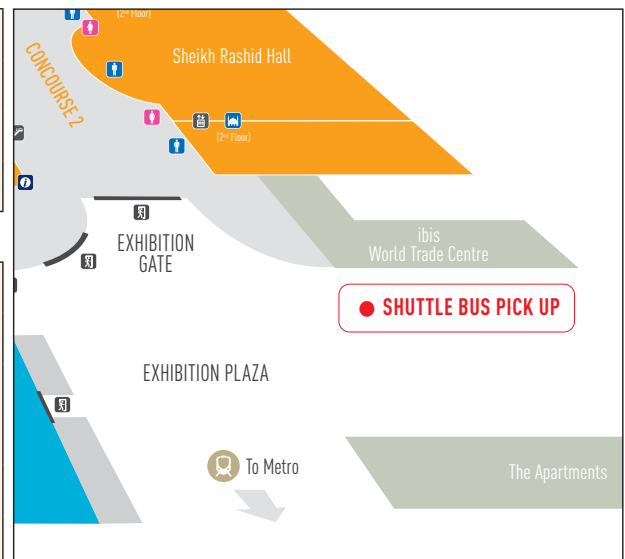 (2nd Floor)
Sheikh Rashid Hall
CONCOURSE 2
(2nd Floor)
ibis
World Trade Centre
EXHIBITION
GATE
SHUTTLE BUS PICK UP
EXHIBITION PLAZA
To Metro
The Apartments